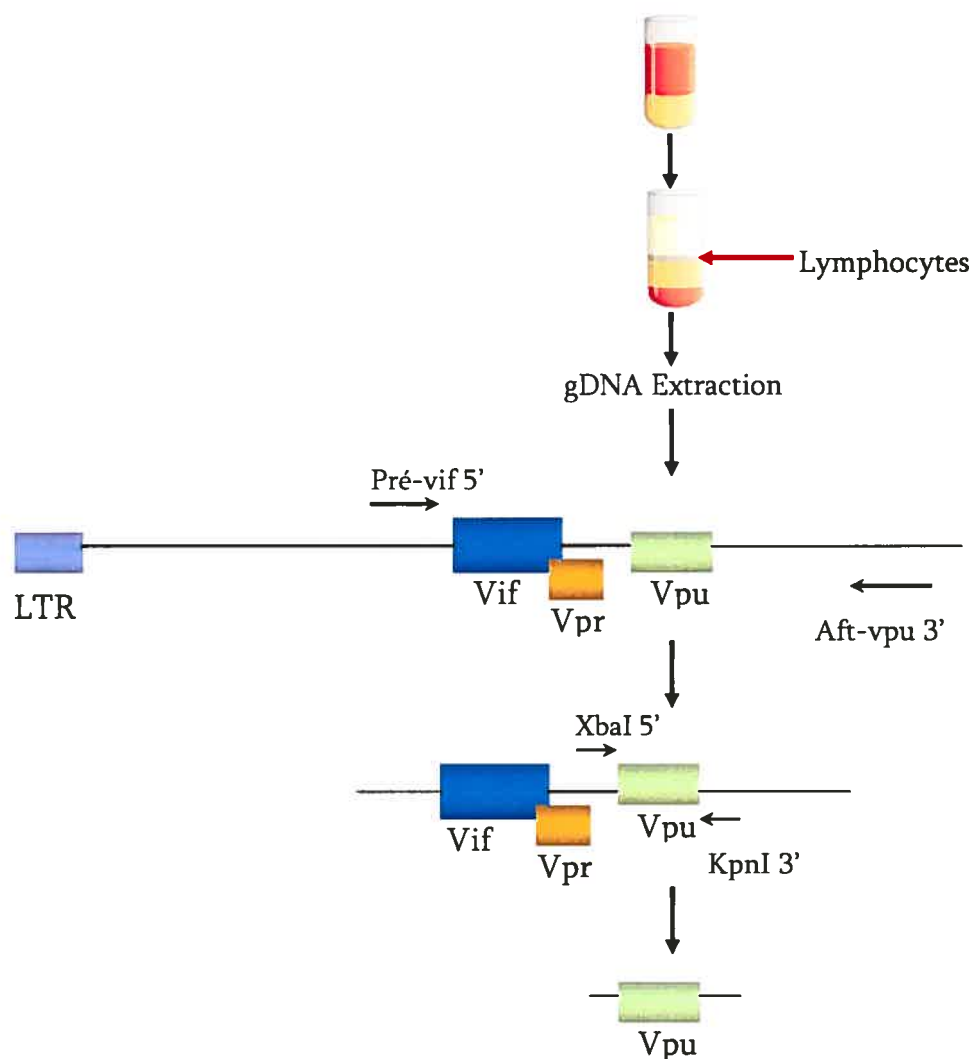 Lymphocytes
gDNA Extraction
Pré-vif 5’
LTR
Vif
Vpr
Vpu
Aft-vpu 3’
XbaI 5’
Vif
Vpr
Vpu
KpnI 3’
Vpu